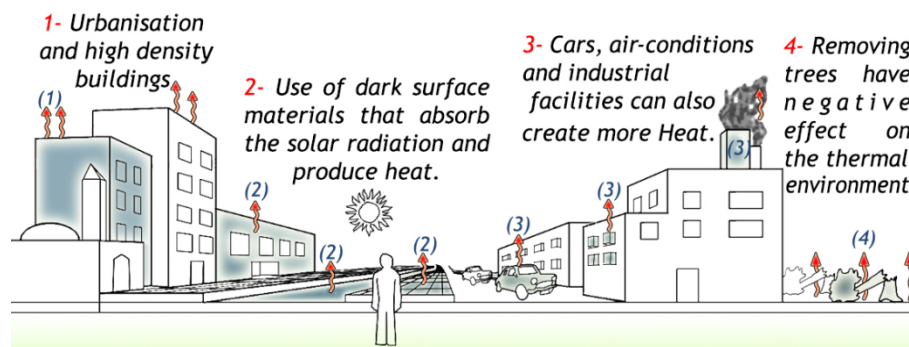 1- Urbanisation
and high density
buildings
2- Use of dark surface
materials that absorb
the solar radiation and
produce heat.
3- Cars, air-conditions
and industrial
facilities can also
create more Heat.
4- Removing
trees have
negative
effect on
the thermal
environment
(1)
(2)
(2)
(2)
(3)
(3)
(3)
(4)